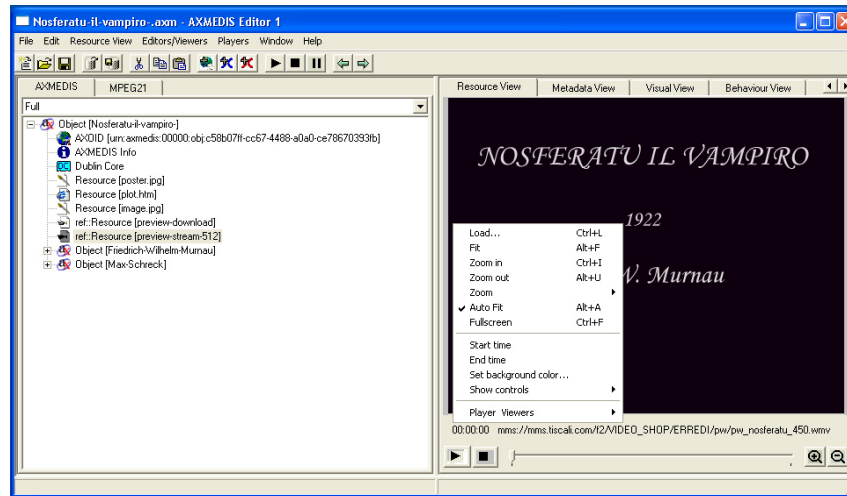 Nosferatu-il-vampiro-.axm - AXMEDIS Editor 1
File Edit Resource View Editors/Viewers Players Window Help
AXMEDIS MPEG21
Full
Object [Nosferatu-il-vampiro-]
AXOID [urn:axmedis:00000:obj:c58b07ff-cc67-4488-a0a0-ce78670393fb]
AXMEDIS Info
Dublin Core
Resource [poster.jpg]
Resource [plot.htm]
Resource [image.jpg]
ref::Resource [preview-download]
ref::Resource [preview-stream-512]
Object [Friedrich-Wilhelm-Murnau]
Object [Max-Schreck]
Resource View Metadata View Visual View Behaviour View
NOSFERATU IL VAMPIRO
1922
W. Murnau
Load... Ctrl+L
Fit Alt+F
Zoom in Ctrl+I
Zoom out Alt+U
Zoom
Auto Fit Alt+A
Fullscreen Ctrl+F
Start time
End time
Set background color...
Show controls
Player Viewers
00:00:00 mms://mms.tiscali.com/f2/VIDEO_SHOP/ERREDI/pw/pw_nosferatu_450.wmv